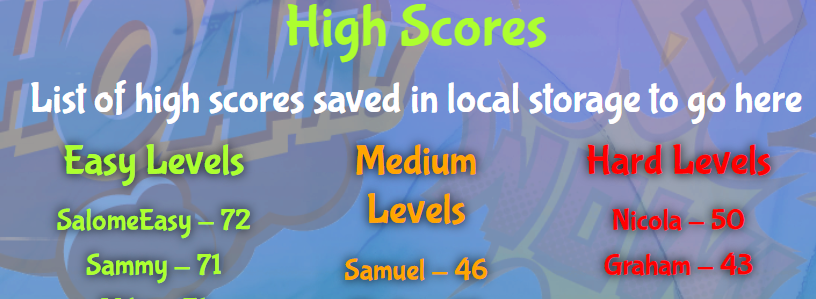 High Scores
List of high scores saved in local storage to go here
Easy Levels
SalomeEasy – 72
Sammy – 71
Medium
Levels
Samuel – 46
Hard Levels
Nicola – 50
Graham – 43